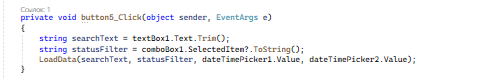 Ссылок: 1
private void button5_Click(object sender, EventArgs e)
{
string searchText = textBox1.Text.Trim();
string statusFilter = comboBox1.SelectedItem?.ToString();
LoadData(searchText, statusFilter, dateTimePicker1.Value, dateTimePicker2.Value);
}